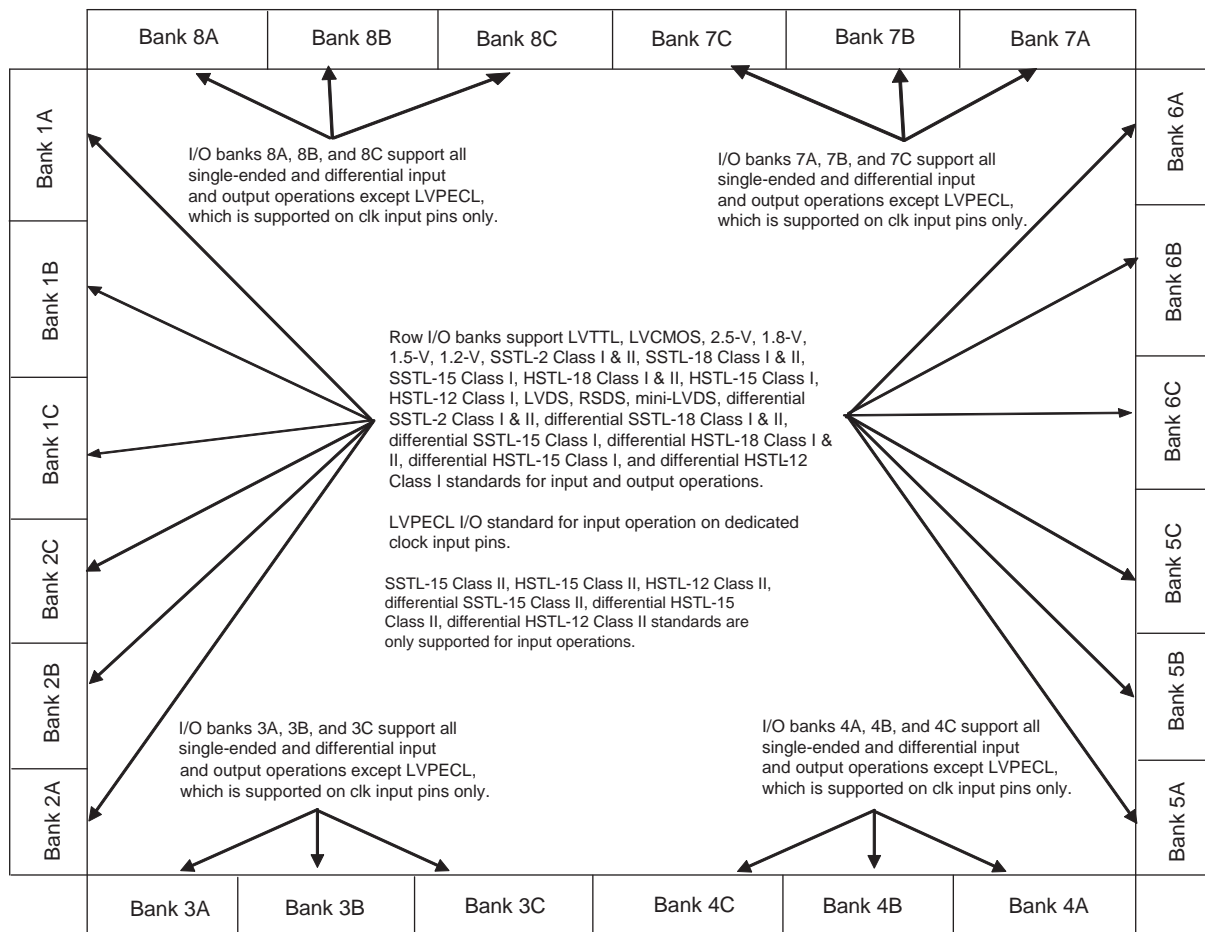 Bank 8A
Bank 8B
Bank 8C
Bank 7C
Bank 7B
Bank 7A
Bank 1A
Bank 1B
Bank 1C
Bank 2C
Bank 2B
Bank 2A
I/O banks 8A, 8B, and 8C support all
single-ended and differential input
and output operations except LVPECL,
which is supported on clk input pins only.
I/O banks 7A, 7B, and 7C support all
single-ended and differential input
and output operations except LVPECL,
which is supported on clk input pins only.
Row I/O banks support LVTTL, LVCMOS, 2.5-V, 1.8-V,
1.5-V, 1.2-V, SSTL-2 Class I & II, SSTL-18 Class I & II,
SSTL-15 Class I, HSTL-18 Class I & II, HSTL-15 Class I,
HSTL-12 Class I, LVDS, RSDS, mini-LVDS, differential
SSTL-2 Class I & II, differential SSTL-18 Class I & II,
differential SSTL-15 Class I, differential HSTL-18 Class I &
II, differential HSTL-15 Class I, and differential HSTL-12
Class I standards for input and output operations.
LVPECL I/O standard for input operation on dedicated
clock input pins.
SSTL-15 Class II, HSTL-15 Class II, HSTL-12 Class II,
differential SSTL-15 Class II, differential HSTL-15
Class II, differential HSTL-12 Class II standards are
only supported for input operations.
I/O banks 3A, 3B, and 3C support all
single-ended and differential input
and output operations except LVPECL,
which is supported on clk input pins only.
I/O banks 4A, 4B, and 4C support all
single-ended and differential input
and output operations except LVPECL,
which is supported on clk input pins only.
Bank 6A
Bank 6B
Bank 6C
Bank 5C
Bank 5B
Bank 5A
Bank 3A
Bank 3B
Bank 3C
Bank 4C
Bank 4B
Bank 4A